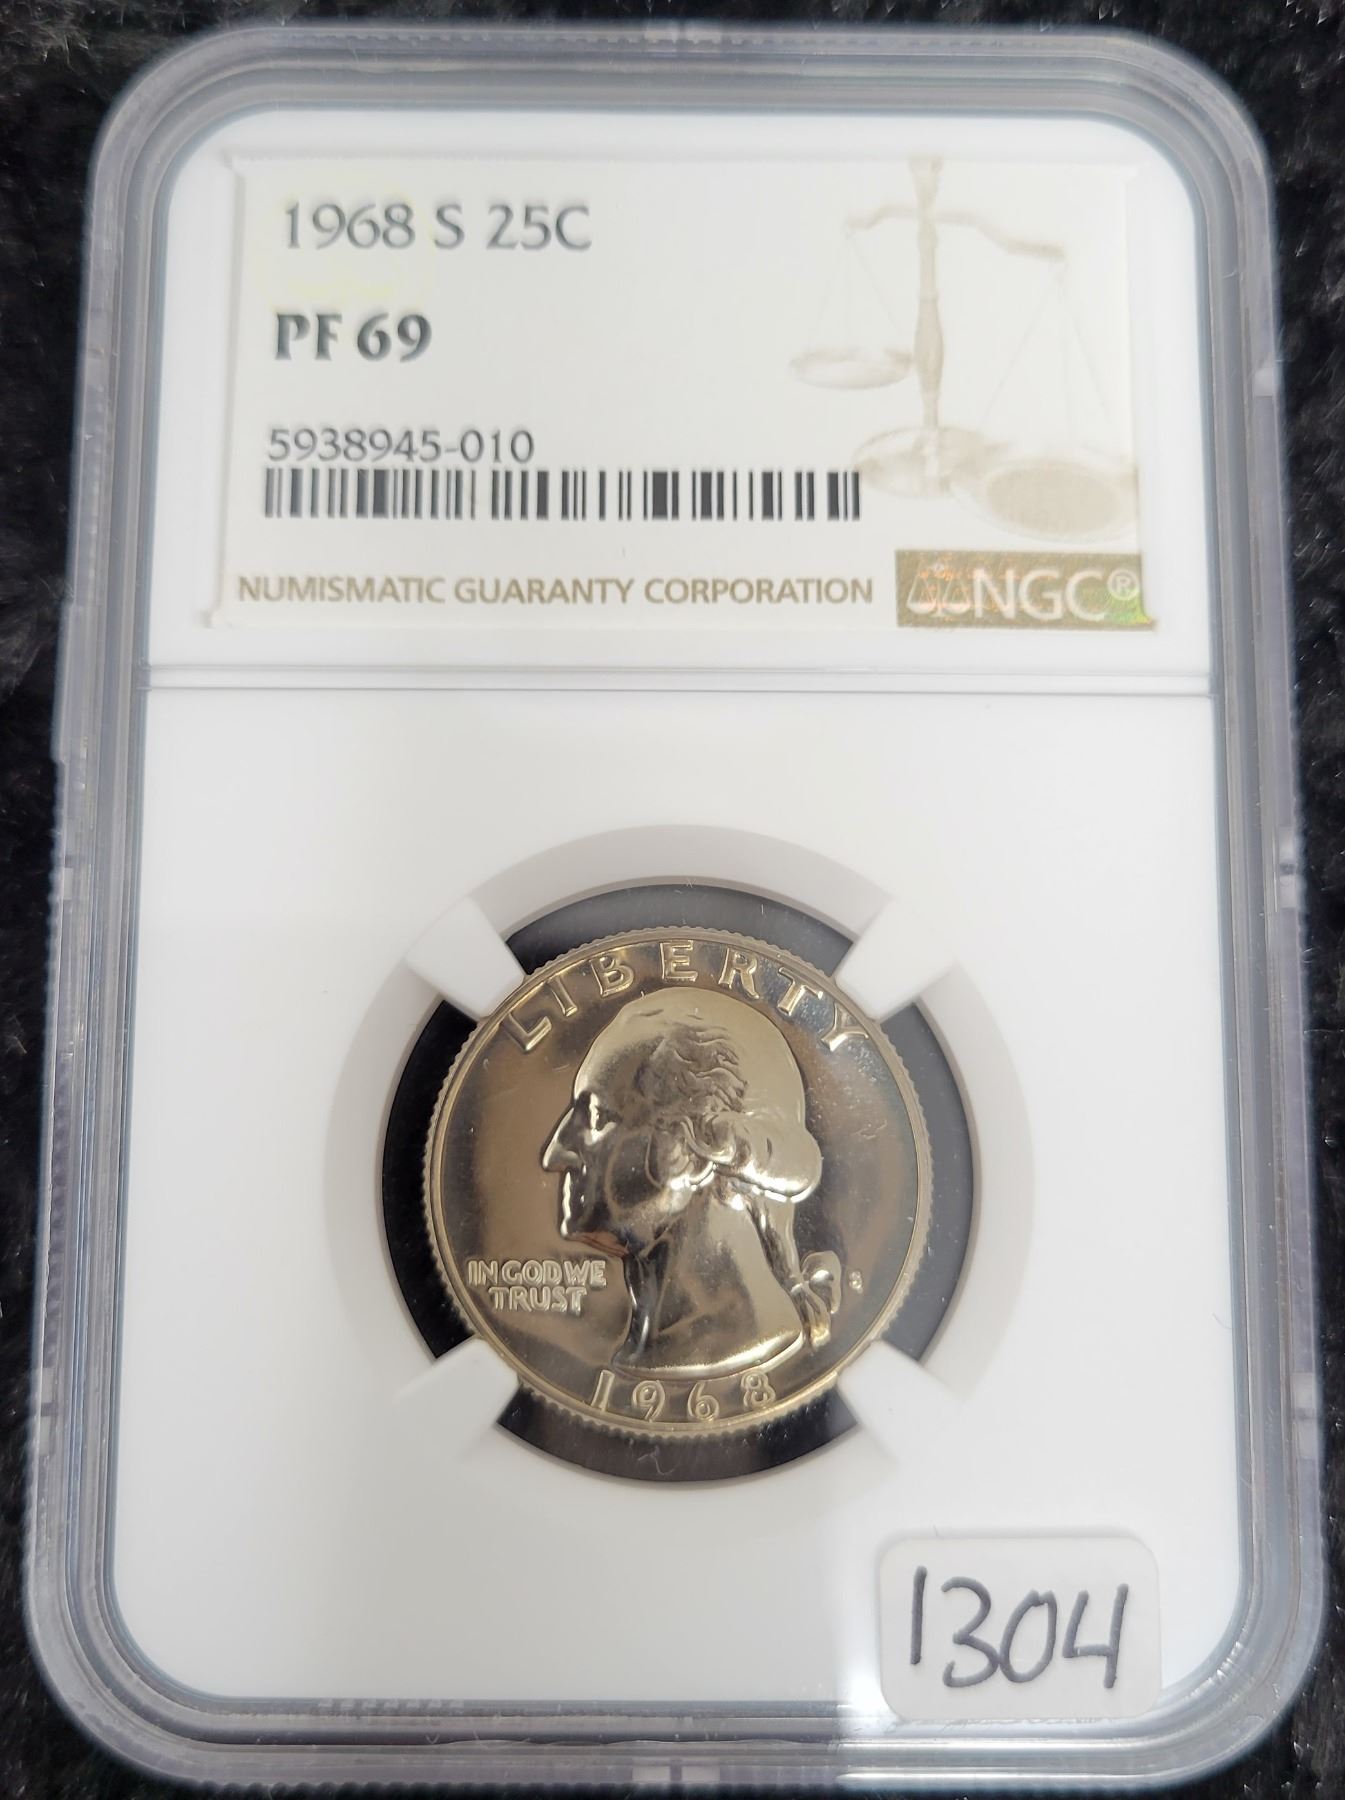 1968 S 25C
PF 69
5938945-010
NUMISMATIC GUARANTY CORPORATION NGC®
LIBERTY
IN GOD WE
TRUST
S
1968
1304